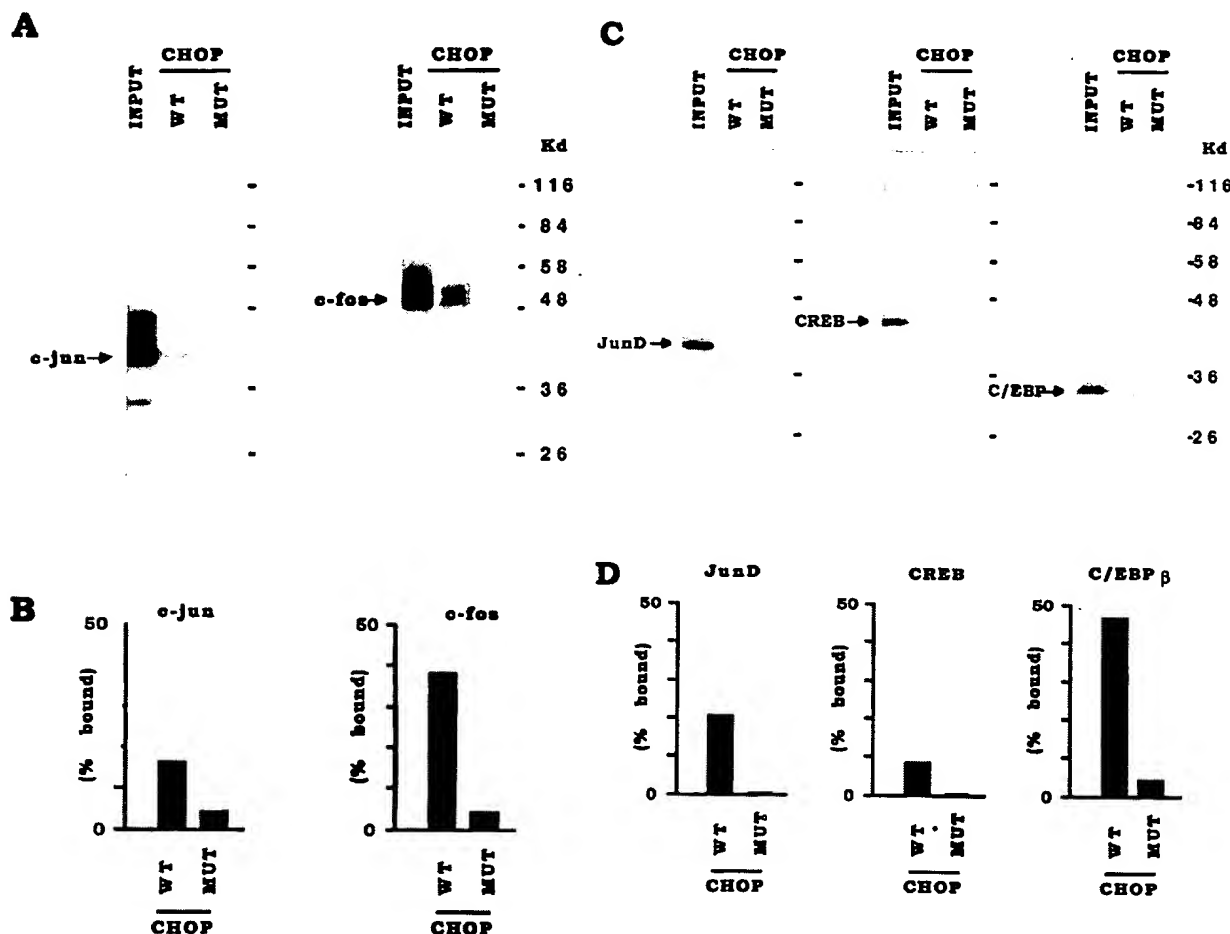 A
CHOP
INPUT
WT
MUT
CHOP
INPUT
WT
MUT
Kd
- 116
- 84
- 58
- 48
- 36
- 26
c-jun→
c-fos→
C
CHOP
INPUT
WT
MUT
CHOP
INPUT
WT
MUT
CHOP
INPUT
WT
MUT
Kd
-116
-84
-58
-48
-36
-26
JunD→
CREB→
C/EBP→
B
c-jun
50
(% bound)
0
WT
MUT
CHOP
c-fos
50
(% bound)
0
WT
MUT
CHOP
D
JunD
50
(% bound)
0
WT
MUT
CHOP
CREB
50
(% bound)
0
WT
MUT
CHOP
C/EBP β
50
(% bound)
0
WT
MUT
CHOP